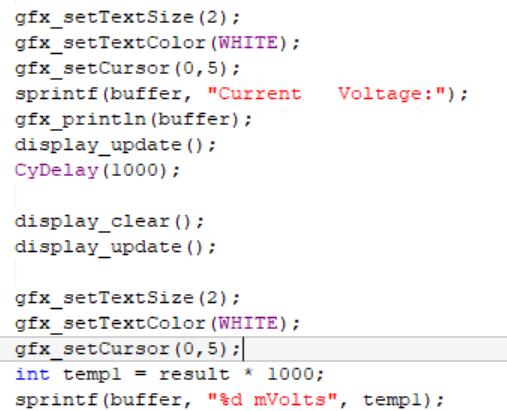 gfx_setTextSize(2);
gfx_setTextColor(WHITE);
gfx_setCursor(0,5);
sprintf(buffer, "Current   Voltage:");
gfx_println(buffer);
display_update();
CyDelay(1000);
display_clear();
display_update();
gfx_setTextSize(2);
gfx_setTextColor(WHITE);
gfx_setCursor(0,5);
int temp1 = result * 1000;
sprintf(buffer, "%d mVolts", temp1);